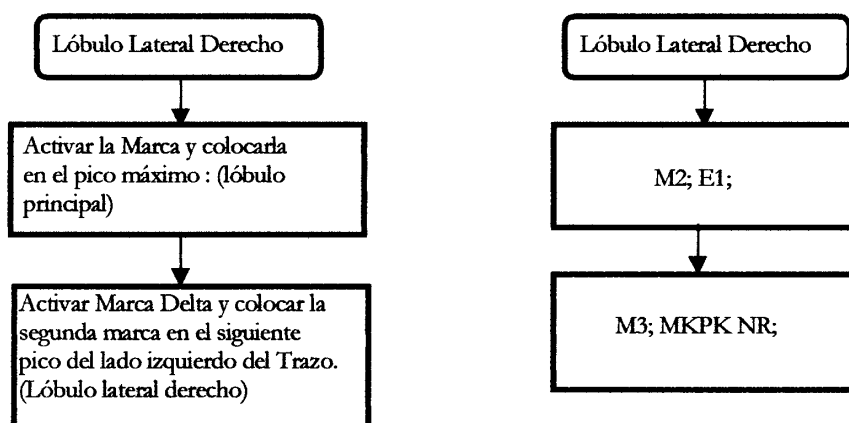 Lóbulo Lateral Derecho
Activar la Marca y colocarla
en el pico máximo : (lóbulo
principal)
Activar Marca Delta y colocar la
segunda marca en el siguiente
pico del lado izquierdo del Trazo.
(Lóbulo lateral derecho)
Lóbulo Lateral Derecho
M2; E1;
M3; MKPK NR;